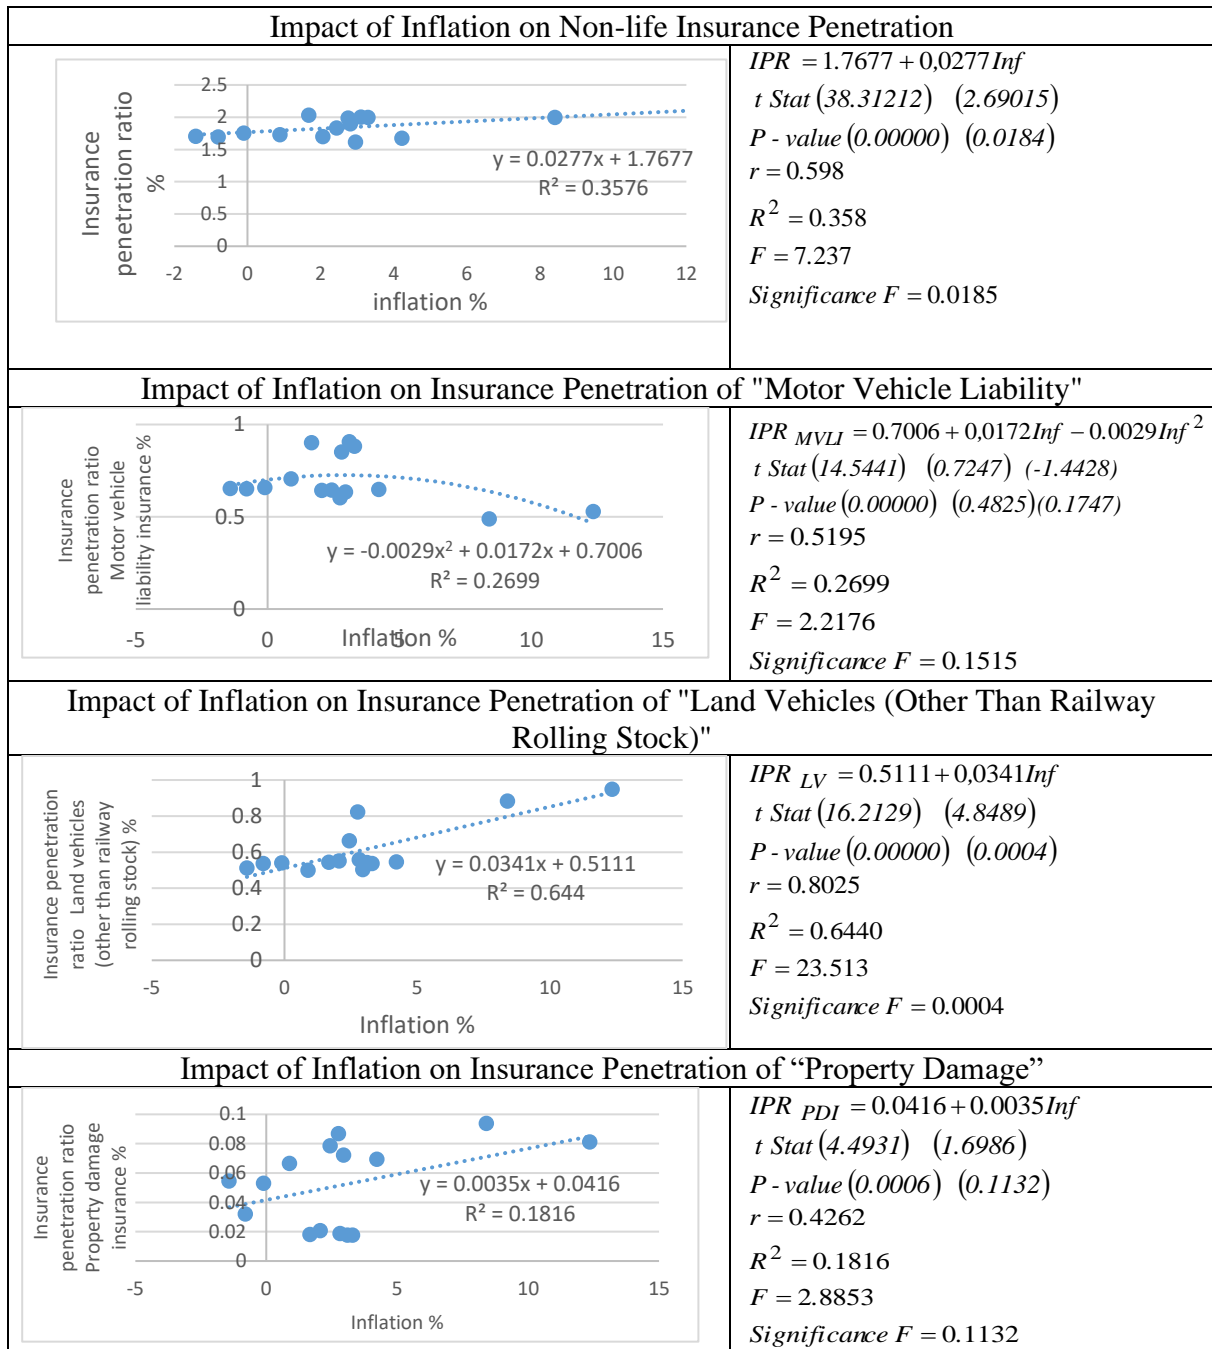 Impact of Inflation on Non-life Insurance Penetration
Insurance
penetration ratio
%
2.5
2
1.5
1
0.5
0
-2 0 2 4 6 8 10 12
y = 0.0277x + 1.7677
R² = 0.3576
inflation %
IPR = 1.7677 + 0,0277Inf
t Stat (38.31212) (2.69015)
P - value (0.00000) (0.0184)
r = 0.598
R² = 0.358
F = 7.237
Significance F = 0.0185
Impact of Inflation on Insurance Penetration of "Motor Vehicle Liability"
Insurance
penetration ratio
Motor vehicle
liability insurance %
1
0.5
0
-5 0 5 10 15
y = -0.0029x² + 0.0172x + 0.7006
R² = 0.2699
Inflation %
IPR MVLI = 0.7006 + 0,0172Inf − 0.0029Inf ²
t Stat (14.5441) (0.7247) (-1.4428)
P - value (0.00000) (0.4825)(0.1747)
r = 0.5195
R² = 0.2699
F = 2.2176
Significance F = 0.1515
Impact of Inflation on Insurance Penetration of "Land Vehicles (Other Than Railway
Rolling Stock)"
Insurance penetration
ratio Land vehicles
(other than railway
rolling stock) %
1
0.8
0.6
0.4
0.2
0
-5 0 5 10 15
y = 0.0341x + 0.5111
R² = 0.644
Inflation %
IPR LV = 0.5111 + 0,0341Inf
t Stat (16.2129) (4.8489)
P - value (0.00000) (0.0004)
r = 0.8025
R² = 0.6440
F = 23.513
Significance F = 0.0004
Impact of Inflation on Insurance Penetration of “Property Damage”
Insurance
penetration ratio
Property damage
insurance %
0.1
0.08
0.06
0.04
0.02
0
-5 0 5 10 15
y = 0.0035x + 0.0416
R² = 0.1816
Inflation %
IPR PDI = 0.0416 + 0.0035Inf
t Stat (4.4931) (1.6986)
P - value (0.0006) (0.1132)
r = 0.4262
R² = 0.1816
F = 2.8853
Significance F = 0.1132